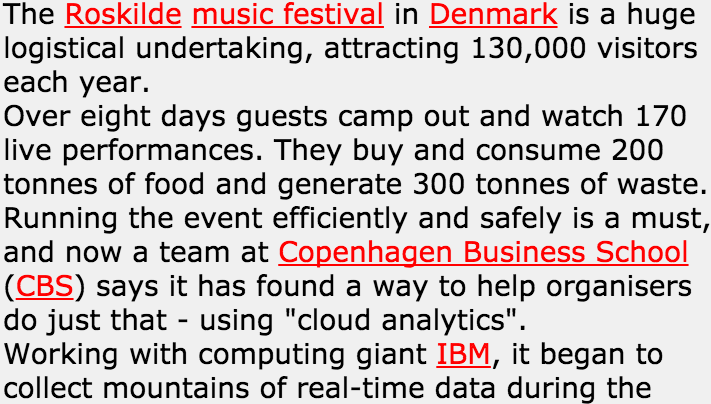 The Roskilde music festival in Denmark is a huge
logistical undertaking, attracting 130,000 visitors
each year.
Over eight days guests camp out and watch 170
live performances. They buy and consume 200
tonnes of food and generate 300 tonnes of waste.
Running the event efficiently and safely is a must,
and now a team at Copenhagen Business School
(CBS) says it has found a way to help organisers
do just that - using "cloud analytics".
Working with computing giant IBM, it began to
collect mountains of real-time data during the